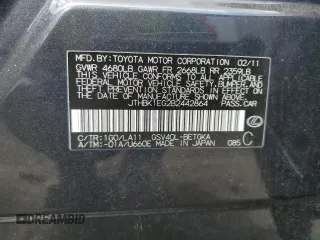 MFD. BY: TOYOTA MOTOR CORPORATION 02/11
GVWR 4680LB GAWR FR 2668LB RR 2259LB
THIS VEHICLE CONFORMS TO ALL APPLICABLE
FEDERAL MOTOR VEHICLE SAFETY, BUMPER, AND
THEFT PREVENTION STANDARDS IN EFFECT ON
THE DATE OF MANUFACTURE SHOWN ABOVE.
JTHBK1EG2B2442864
PASS. CAR
C/TR:1G0/LA11 GSV40L-BETGKA
A/TM:-01A/U660E MADE IN JAPAN 085
C